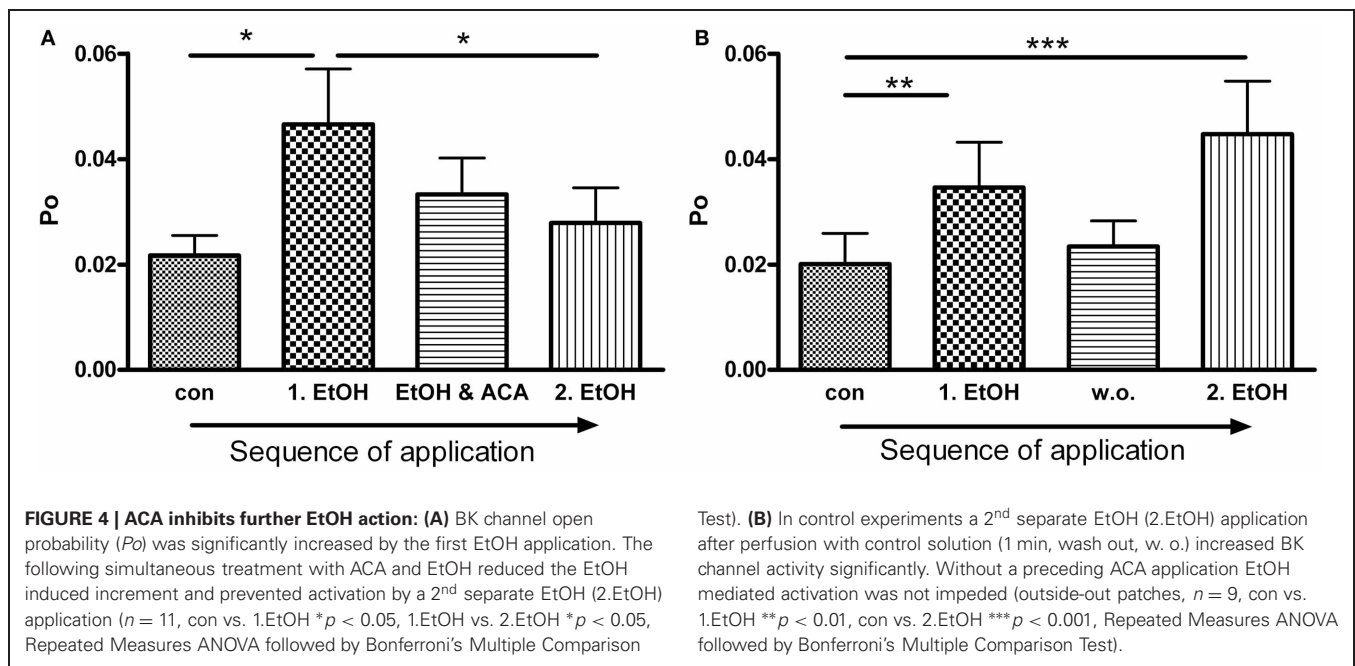 A
*
*
0.06
0.04
0.02
0.00
Po
con
1. EtOH
EtOH & ACA
2. EtOH
Sequence of application
B
***
**
0.06
0.04
0.02
0.00
Po
con
1. EtOH
w.o.
2. EtOH
Sequence of application
FIGURE 4 | ACA inhibits further EtOH action: (A) BK channel open
probability (Po) was significantly increased by the first EtOH application. The
following simultaneous treatment with ACA and EtOH reduced the EtOH
induced increment and prevented activation by a 2nd separate EtOH (2.EtOH)
application (n = 11, con vs. 1.EtOH *p < 0.05, 1.EtOH vs. 2.EtOH *p < 0.05,
Repeated Measures ANOVA followed by Bonferroni's Multiple Comparison
Test). (B) In control experiments a 2nd separate EtOH (2.EtOH) application
after perfusion with control solution (1 min, wash out, w. o.) increased BK
channel activity significantly. Without a preceding ACA application EtOH
mediated activation was not impeded (outside-out patches, n = 9, con vs.
1.EtOH **p < 0.01, con vs. 2.EtOH ***p < 0.001, Repeated Measures ANOVA
followed by Bonferroni's Multiple Comparison Test).